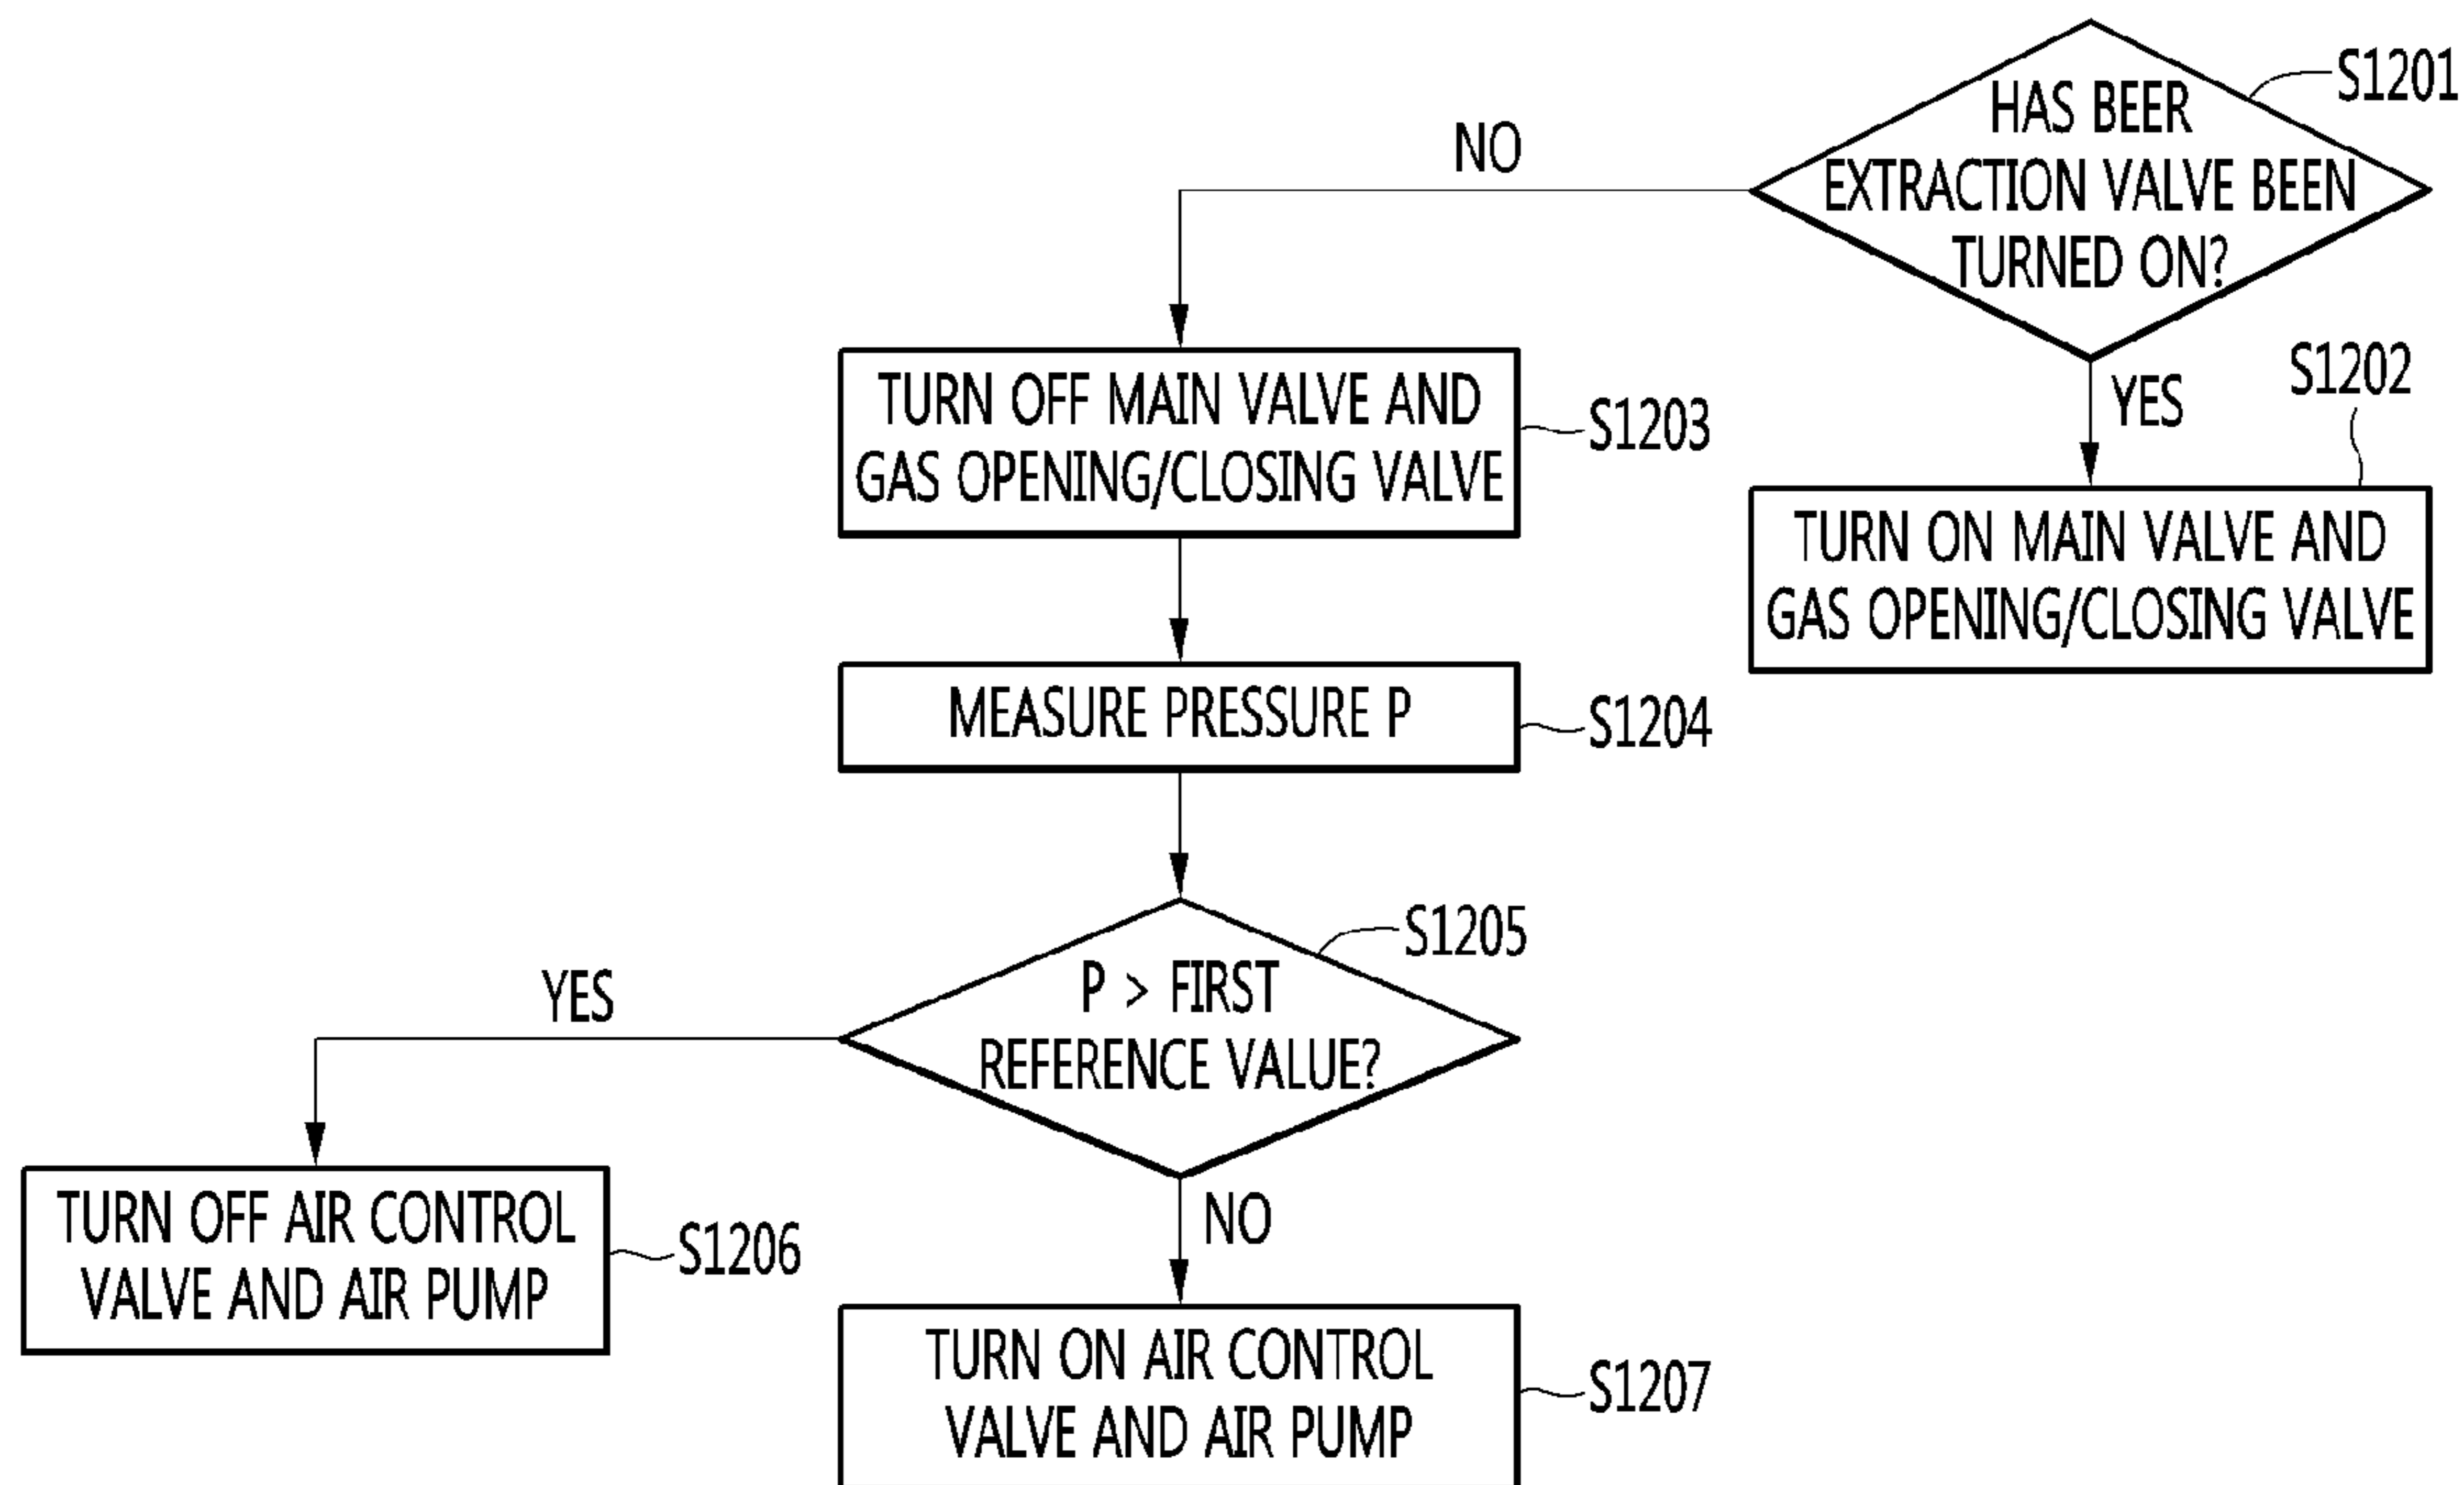 HAS BEER
EXTRACTION VALVE BEEN
TURNED ON?
S1201
NO
YES
S1202
TURN ON MAIN VALVE AND
GAS OPENING/CLOSING VALVE
TURN OFF MAIN VALVE AND
GAS OPENING/CLOSING VALVE
S1203
MEASURE PRESSURE P
S1204
P > FIRST
REFERENCE VALUE?
S1205
YES
NO
TURN OFF AIR CONTROL
VALVE AND AIR PUMP
S1206
TURN ON AIR CONTROL
VALVE AND AIR PUMP
S1207